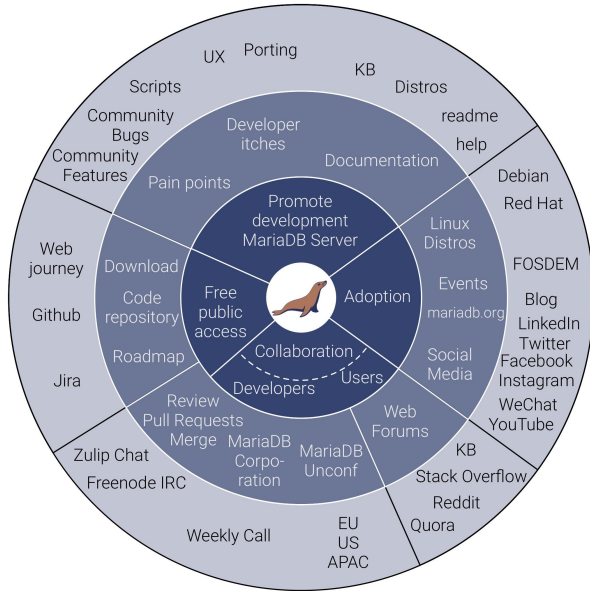 UX
Porting
KB
Scripts
Distros
Community
Bugs
readme
Community
Features
help
Developer
itches
Documentation
Pain points
Promote
development
MariaDB Server
Debian
Red Hat
Linux
Distros
FOSDEM
Events
Blog
mariadb.org
LinkedIn
Twitter
Facebook
Instagram
Social
Media
WeChat
YouTube
Adoption
Web
journey
Download
Github
Code
repository
Jira
Roadmap
Free
public
access
Collaboration
Developers
Users
Review
Pull Requests
Merge
MariaDB
Corpo-
ration
MariaDB
Unconf
Web
Forums
Zulip Chat
Freenode IRC
Weekly Call
EU
US
APAC
KB
Stack Overflow
Reddit
Quora